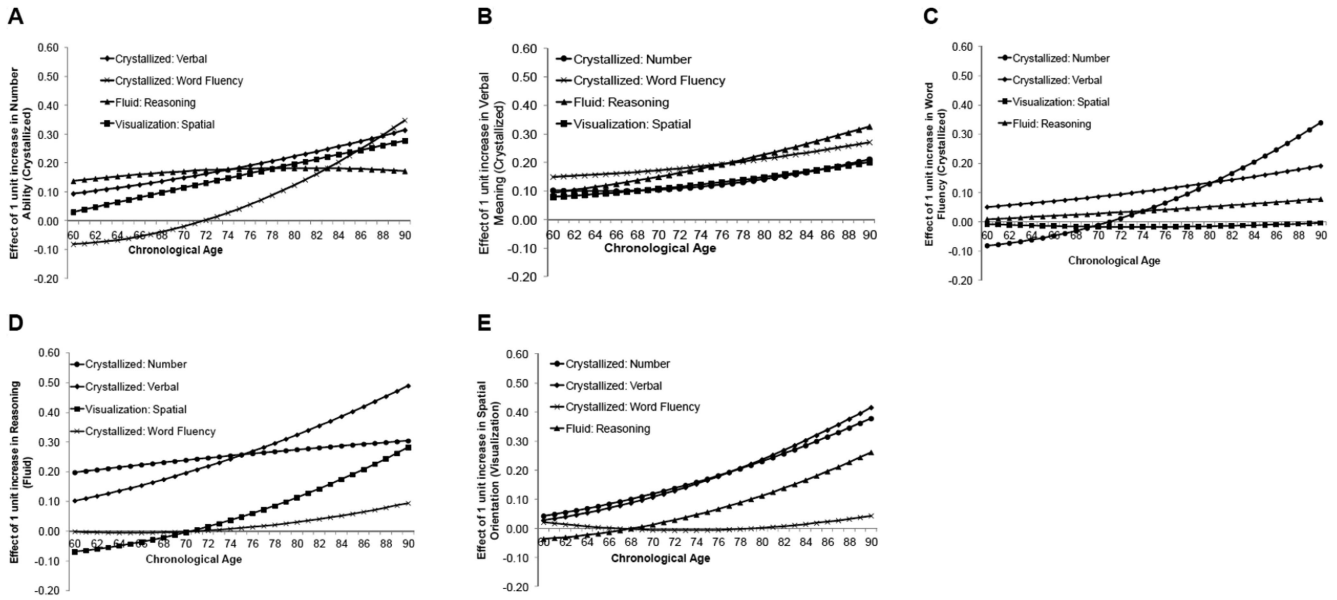 A
Effect of 1 unit increase in Number
Ability (Crystallized)
0.60
0.50
0.40
0.30
0.20
0.10
0.00
-0.10
-0.20
Crystallized: Verbal
Crystallized: Word Fluency
Fluid: Reasoning
Visualization: Spatial
60 62 64 66 68 70 72 74 76 78 80 82 84 86 88 90
Chronological Age
B
Effect of 1 unit increase in Verbal
Meaning (Crystallized)
0.60
0.50
0.40
0.30
0.20
0.10
0.00
-0.10
-0.20
Crystallized: Number
Crystallized: Word Fluency
Fluid: Reasoning
Visualization: Spatial
60 62 64 66 68 70 72 74 76 78 80 82 84 86 88 90
Chronological Age
C
Effect of 1 unit increase in Word
Fluency (Crystallized)
0.60
0.50
0.40
0.30
0.20
0.10
0.00
-0.10
-0.20
Crystallized: Number
Crystallized: Verbal
Visualization: Spatial
Fluid: Reasoning
60 62 64 66 68 70 72 74 76 78 80 82 84 86 88 90
Chronological Age
D
Effect of 1 unit increase in Reasoning
(Fluid)
0.60
0.50
0.40
0.30
0.20
0.10
0.00
-0.10
-0.20
Crystallized: Number
Crystallized: Verbal
Visualization: Spatial
Crystallized: Word Fluency
60 62 64 66 68 70 72 74 76 78 80 82 84 86 88 90
Chronological Age
E
Effect of 1 unit increase in Spatial
Orientation (Visualization)
0.60
0.50
0.40
0.30
0.20
0.10
0.00
-0.10
-0.20
Crystallized: Number
Crystallized: Verbal
Crystallized: Word Fluency
Fluid: Reasoning
60 62 64 66 68 70 72 74 76 78 80 82 84 86 88 90
Chronological Age